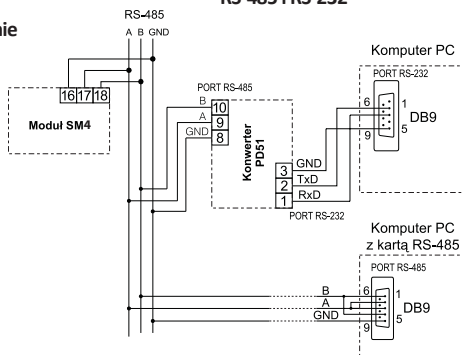 RS-485 i RS-232
nie
RS-485
A B GND
16 17 18
Moduł SM4
PORT RS-485
B 10
A 9
GND 8
Konwerter
PD51
3 GND
2 TxD
1 RxD
PORT RS-232
Komputer PC
PORT RS-232
6 1
DB9
9 5
Komputer PC
z kartą RS-485
PORT RS-485
B 6 1
A DB9
GND 5
9